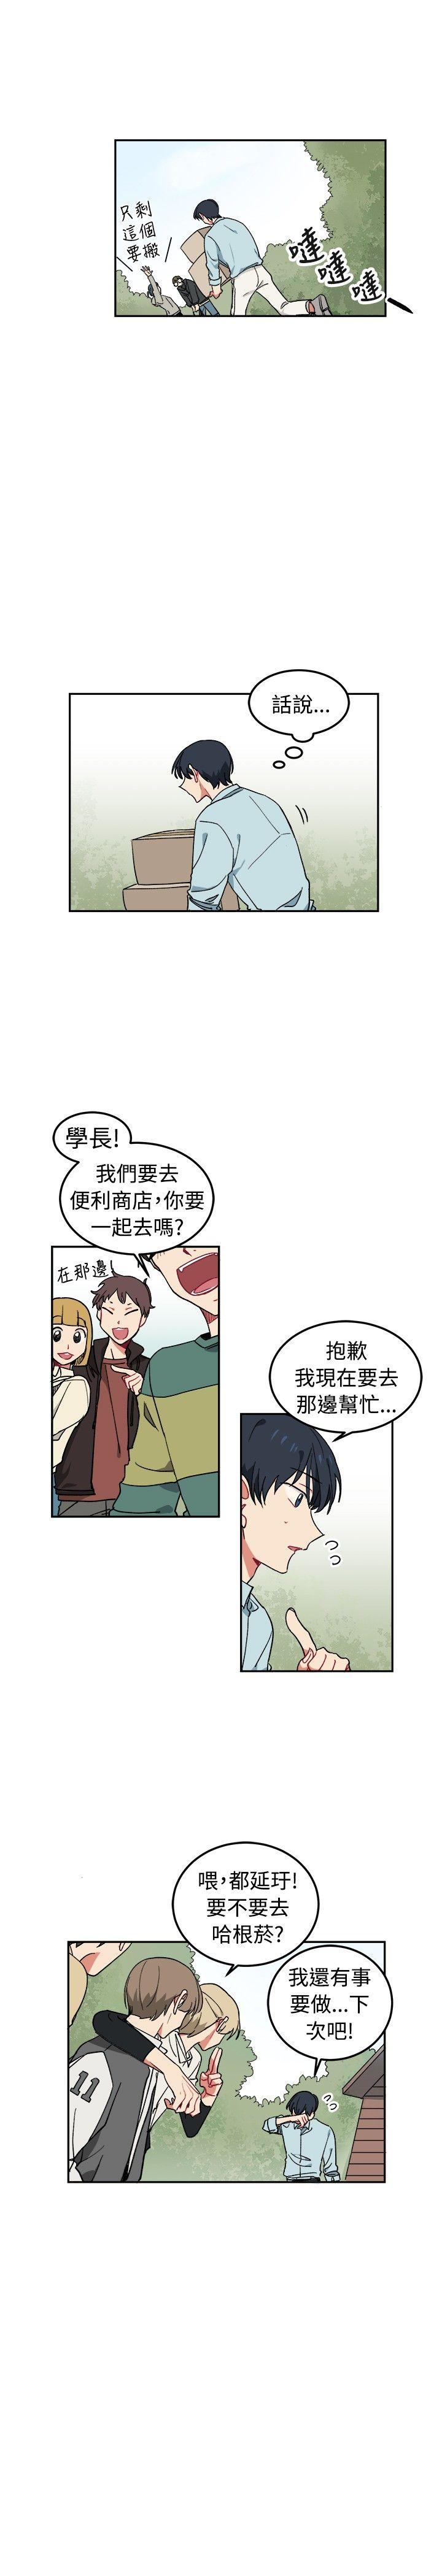 只剩
這個
要搬
噠
噠
噠
話說...
學長!
我們要去
便利商店,你要
一起去嗎?
在那邊
抱歉
我現在要去
那邊幫忙...
喂,都延玗!
要不要去
哈根菸?
我還有事
要做...下
次吧!
11